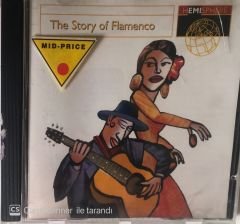 The Story of Flamenco
HEMISPHERE
MID-PRICE
CS
ile tarandı